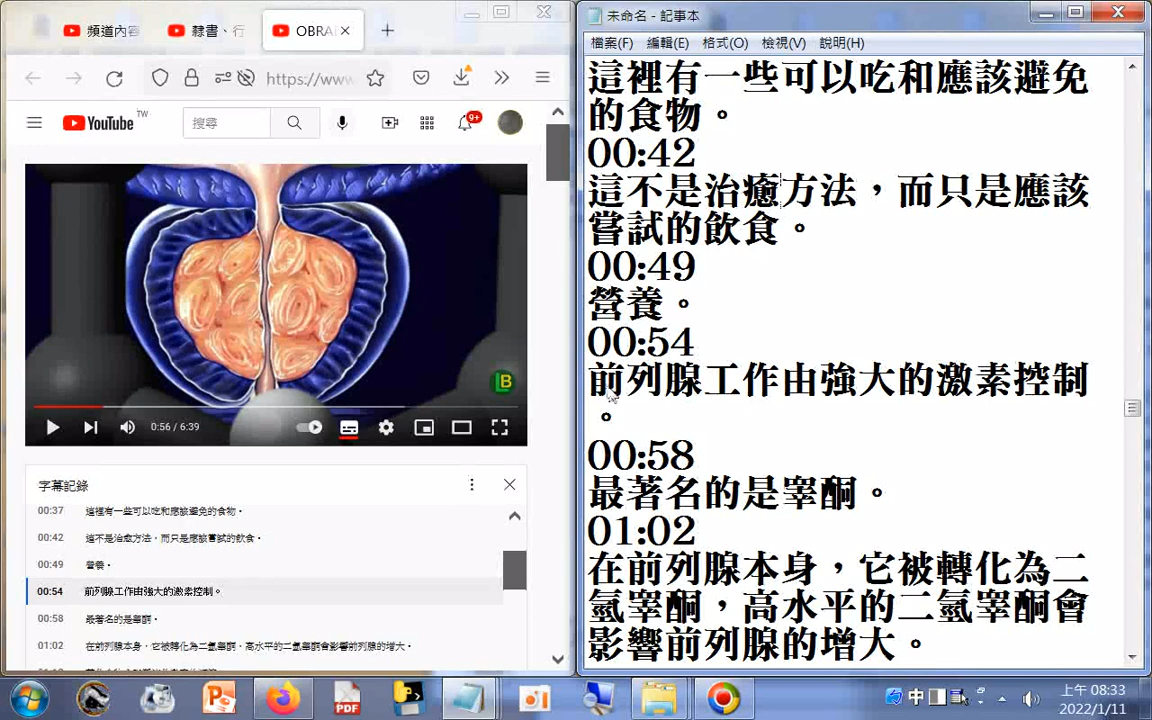 頻道內容
隸書、行
OBRA
https://www
YouTube
TW
搜尋
9+
LB
0:56 / 6:39
字幕記錄
00:37 這裡有一些可以吃和應該避免的食物。
00:42 這不是治癒方法，而只是應該嘗試的飲食。
00:49 營養。
00:54 前列腺工作由強大的激素控制。
00:58 最著名的是睪酮。
01:02 在前列腺本身，它被轉化為二氫睪酮，高水平的二氫睪酮會影響前列腺的增大。
未命名 - 記事本
檔案(F) 編輯(E) 格式(O) 檢視(V) 說明(H)
這裡有一些可以吃和應該避免
的食物。
00:42
這不是治癒方法，而只是應該
嘗試的飲食。
00:49
營養。
00:54
前列腺工作由強大的激素控制
。
00:58
最著名的是睪酮。
01:02
在前列腺本身，它被轉化為二
氫睪酮，高水平的二氫睪酮會
影響前列腺的增大。
PDF
中
上午 08:33
2022/1/11